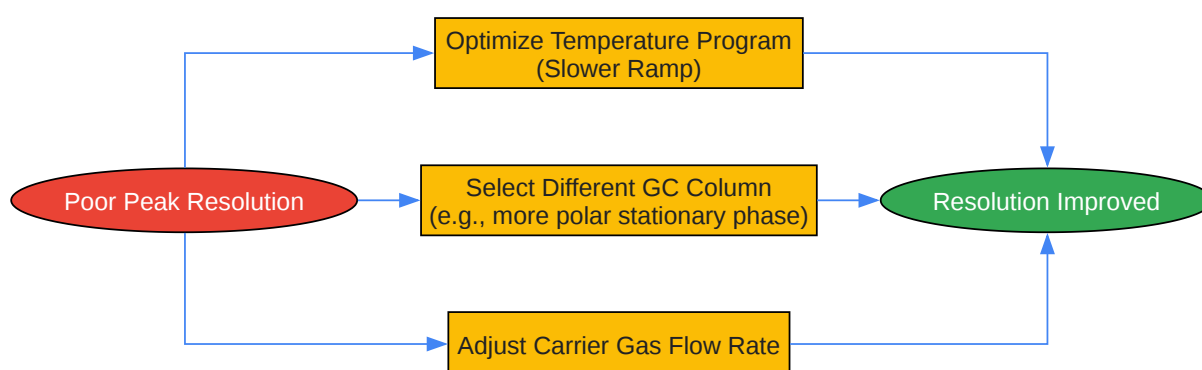 Optimize Temperature Program
(Slower Ramp)
Poor Peak Resolution
Select Different GC Column
(e.g., more polar stationary phase)
Resolution Improved
Adjust Carrier Gas Flow Rate